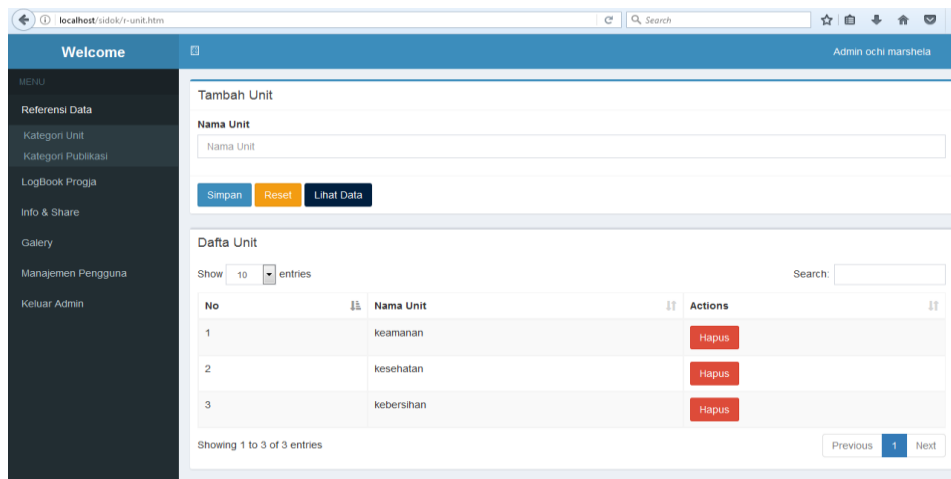 localhost/sidok/r-unit.htm
Search
Welcome
Admin ochi marshela
MENU
Referensi Data
Kategori Unit
Kategori Publikasi
LogBook Progja
Info & Share
Galery
Manajemen Pengguna
Keluar Admin
Tambah Unit
Nama Unit
Nama Unit
Simpan Reset Lihat Data
Dafta Unit
Show 10 entries Search:
No Nama Unit Actions
1 keamanan Hapus
2 kesehatan Hapus
3 kebersihan Hapus
Showing 1 to 3 of 3 entries Previous 1 Next